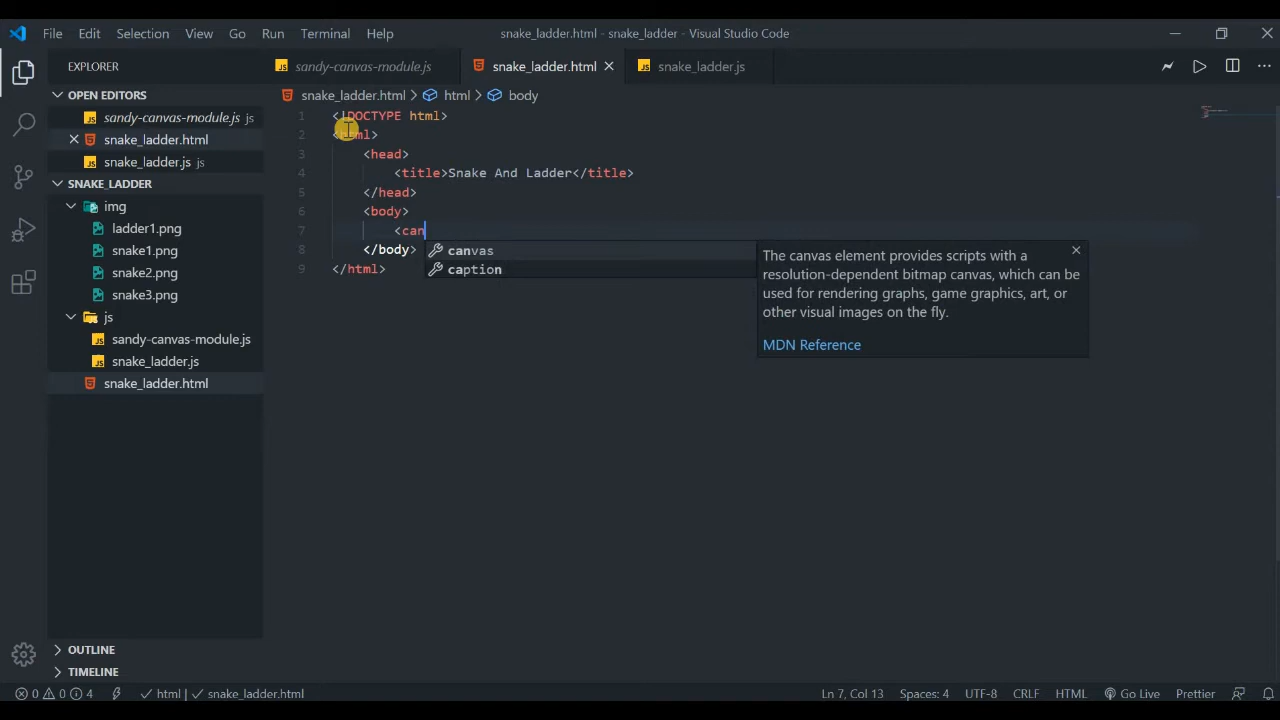 File Edit Selection View Go Run Terminal Help snake_ladder.html - snake_ladder - Visual Studio Code
EXPLORER
OPEN EDITORS
sandy-canvas-module.js js
snake_ladder.html
snake_ladder.js js
SNAKE_LADDER
img
ladder1.png
snake1.png
snake2.png
snake3.png
js
sandy-canvas-module.js
snake_ladder.js
snake_ladder.html
OUTLINE
TIMELINE
sandy-canvas-module.js snake_ladder.html snake_ladder.js
snake_ladder.html > html > body
1 <!DOCTYPE html>
2 <html>
3 <head>
4 <title>Snake And Ladder</title>
5 </head>
6 <body>
7 <can
8 </body>
9 </html>
canvas
caption
The canvas element provides scripts with a
resolution-dependent bitmap canvas, which can be
used for rendering graphs, game graphics, art, or
other visual images on the fly.
MDN Reference
0 0 4 html | snake_ladder.html Ln 7, Col 13 Spaces: 4 UTF-8 CRLF HTML Go Live Prettier